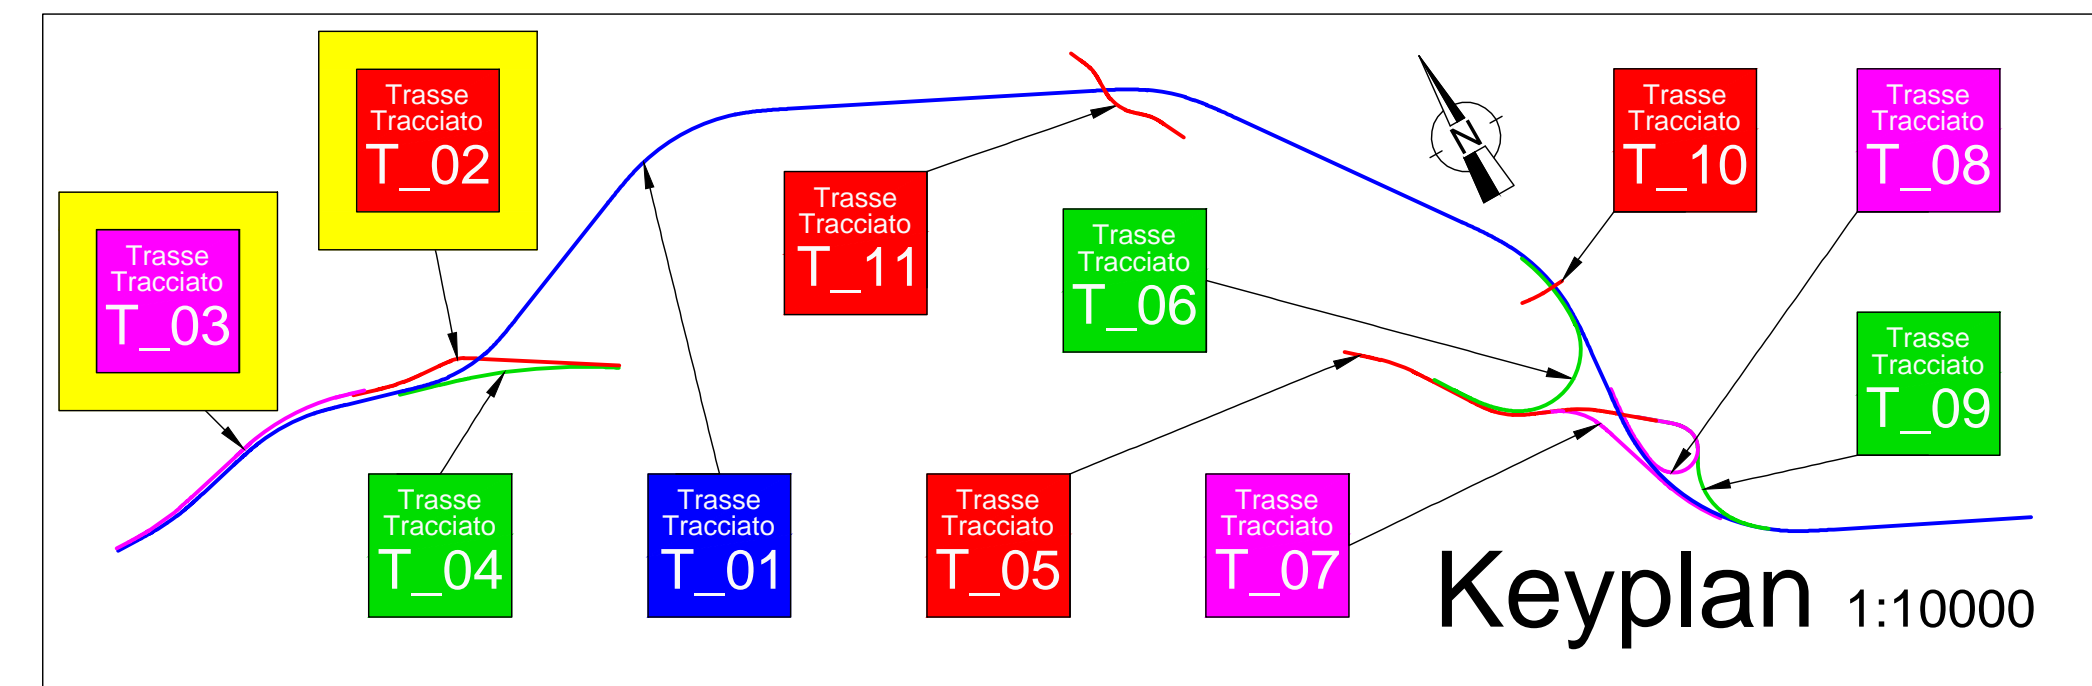 Trasse
Tracciato
T_02
Trasse
Tracciato
T_10
Trasse
Tracciato
T_08
N
Trasse
Tracciato
T_11
Trasse
Tracciato
T_06
Trasse
Tracciato
T_03
Trasse
Tracciato
T_09
Trasse
Tracciato
T_04
Trasse
Tracciato
T_01
Trasse
Tracciato
T_05
Trasse
Tracciato
T_07
Keyplan 1:10000